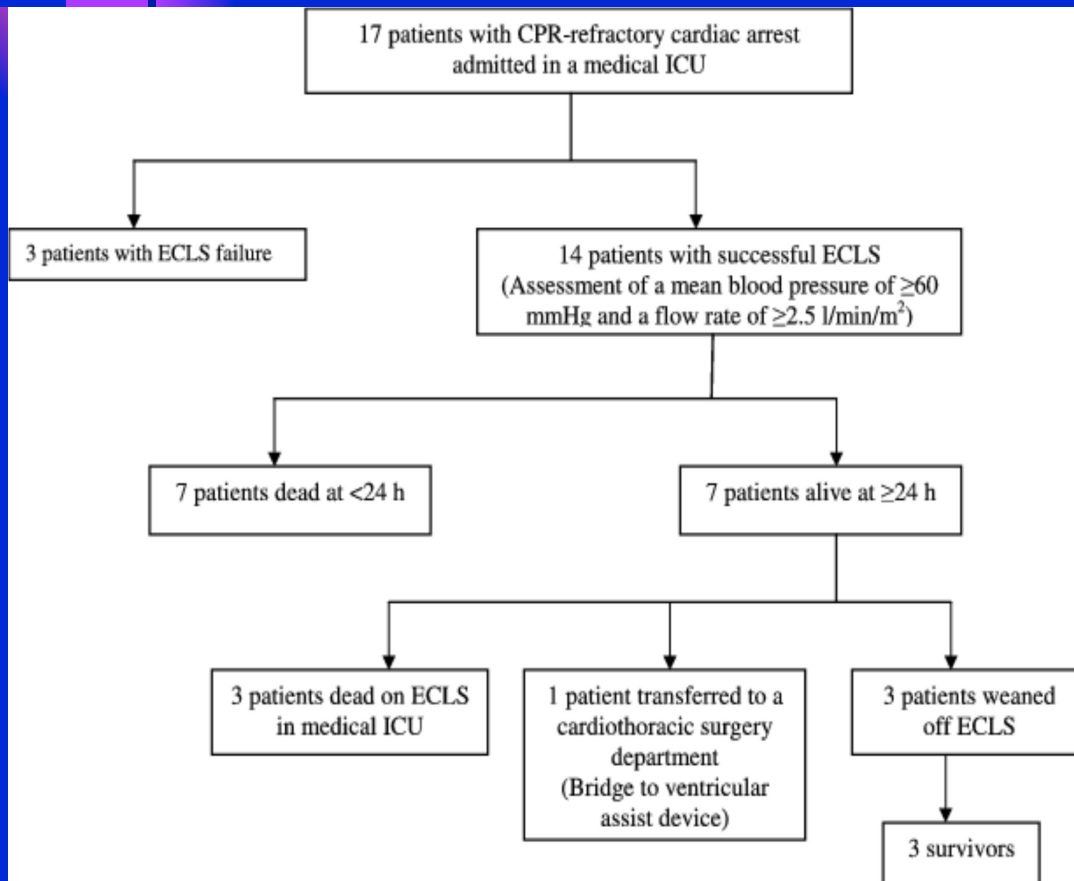 17 patients with CPR-refractory cardiac arrest
admitted in a medical ICU
3 patients with ECLS failure
14 patients with successful ECLS
(Assessment of a mean blood pressure of ≥60
mmHg and a flow rate of ≥2.5 l/min/m²)
7 patients dead at <24 h
7 patients alive at ≥24 h
3 patients dead on ECLS
in medical ICU
1 patient transferred to a
cardiothoracic surgery
department
(Bridge to ventricular
assist device)
3 patients weaned
off ECLS
3 survivors